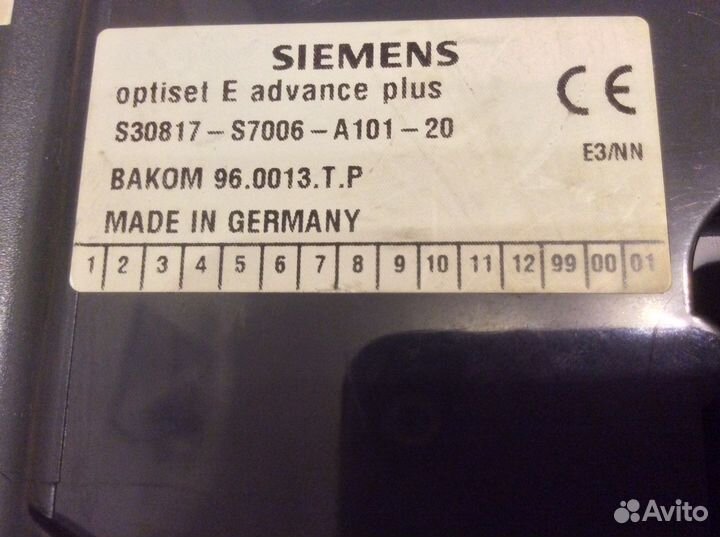 SIEMENS
optiset E advance plus
CE
S30817-S7006-A101-20
E3/NN
BAKOM 96.0013.T.P
MADE IN GERMANY
1 2 3 4 5 6 7 8 9 10 11 12 99 00 01
Avito